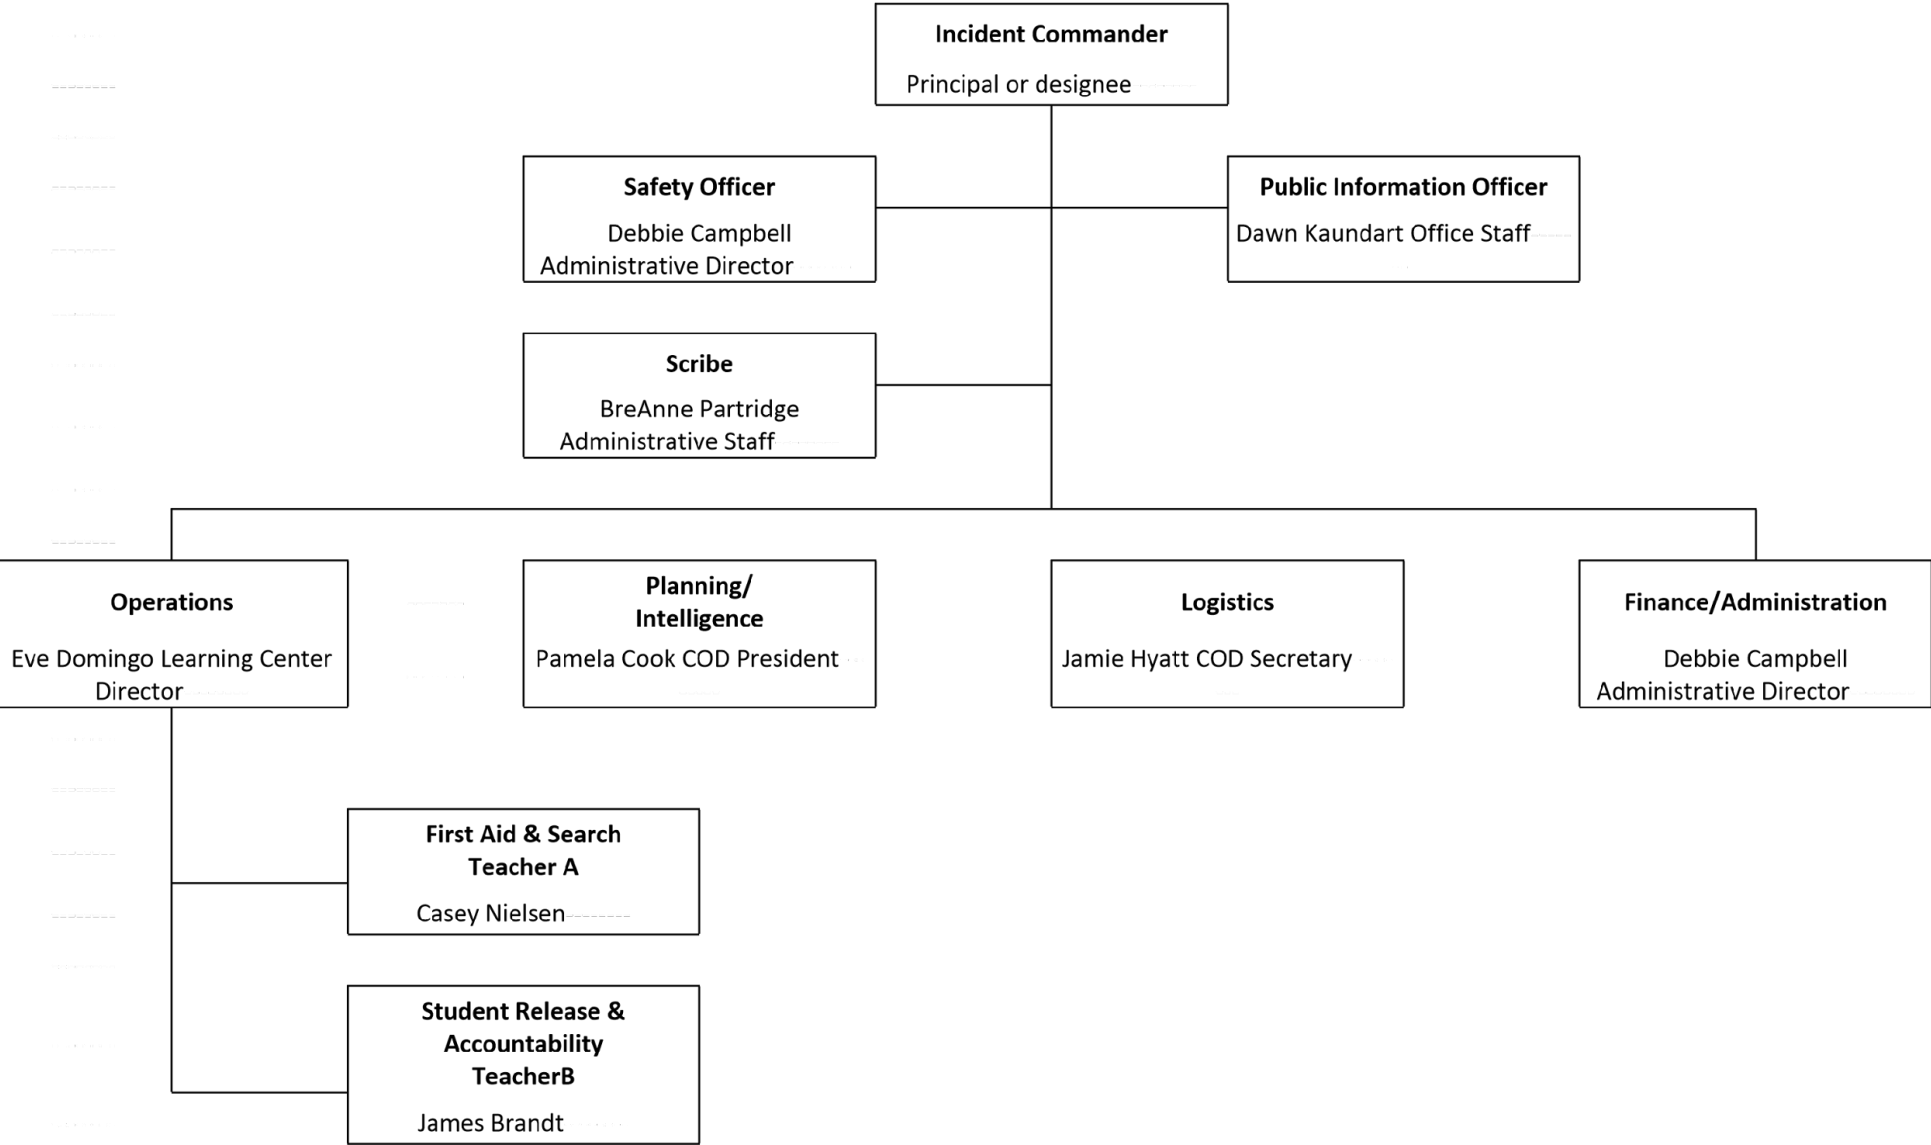 Incident Commander
Principal or designee
Safety Officer
Debbie Campbell
Administrative Director
Public Information Officer
Dawn Kaundart Office Staff
Scribe
BreAnne Partridge
Administrative Staff
Operations
Eve Domingo Learning Center
Director
Planning/
Intelligence
Pamela Cook COD President
Logistics
Jamie Hyatt COD Secretary
Finance/Administration
Debbie Campbell
Administrative Director
First Aid & Search
Teacher A
Casey Nielsen
Student Release &
Accountability
TeacherB
James Brandt